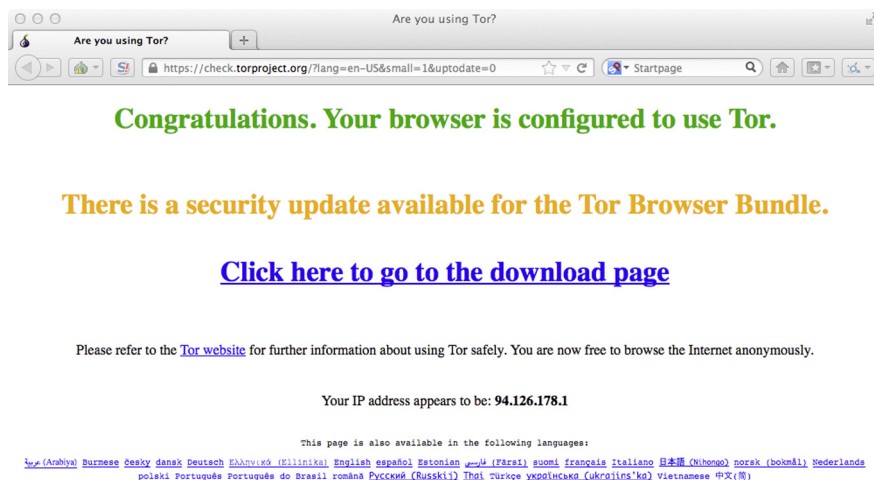 Are you using Tor?
Are you using Tor?
https://check.torproject.org/?lang=en-US&small=1&uptodate=0
Startpage
Congratulations. Your browser is configured to use Tor.
There is a security update available for the Tor Browser Bundle.
Click here to go to the download page
Please refer to the Tor website for further information about using Tor safely. You are now free to browse the Internet anonymously.
Your IP address appears to be: 94.126.178.1
This page is also available in the following languages:
عربية (Arabiya) Burmese česky dansk Deutsch Ελληνικά (Ellinika) English español Estonian فارسی (Fārsī) suomi français Italiano 日本語 (Nihongo) norsk (bokmål) Nederlands
polski Português Português do Brasil română Русский (Russkij) Thai Türkçe українська (ukrajins'ka) Vietnamese 中文(简)